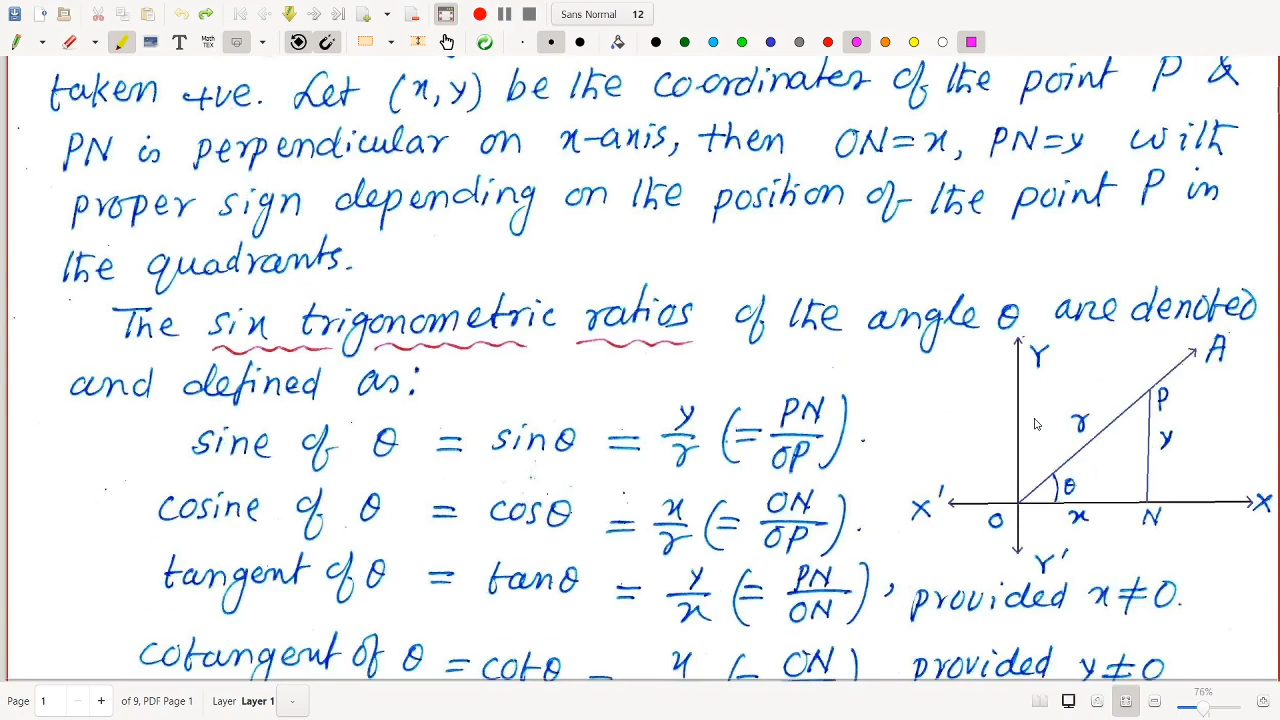 Sans Normal 12
MATH TEX
taken +ve. Let (x, y) be the coordinates of the point P &
PN is perpendicular on x-axis, then ON=x, PN=y with
proper sign depending on the position of the point P in
the quadrants.
The six trigonometric ratios of the angle θ are denoted
and defined as:
sine of θ = sinθ = y/r (= PN/OP).
cosine of θ = cosθ = x/r (= ON/OP).
tangent of θ = tanθ = y/x (= PN/ON), provided x≠0.
cotangent of θ = cotθ = x (= ON) provided y≠0
Y A
P
r y
θ
X' O x N X
Y'
Page 1 of 9, PDF Page 1 Layer Layer 1 76%